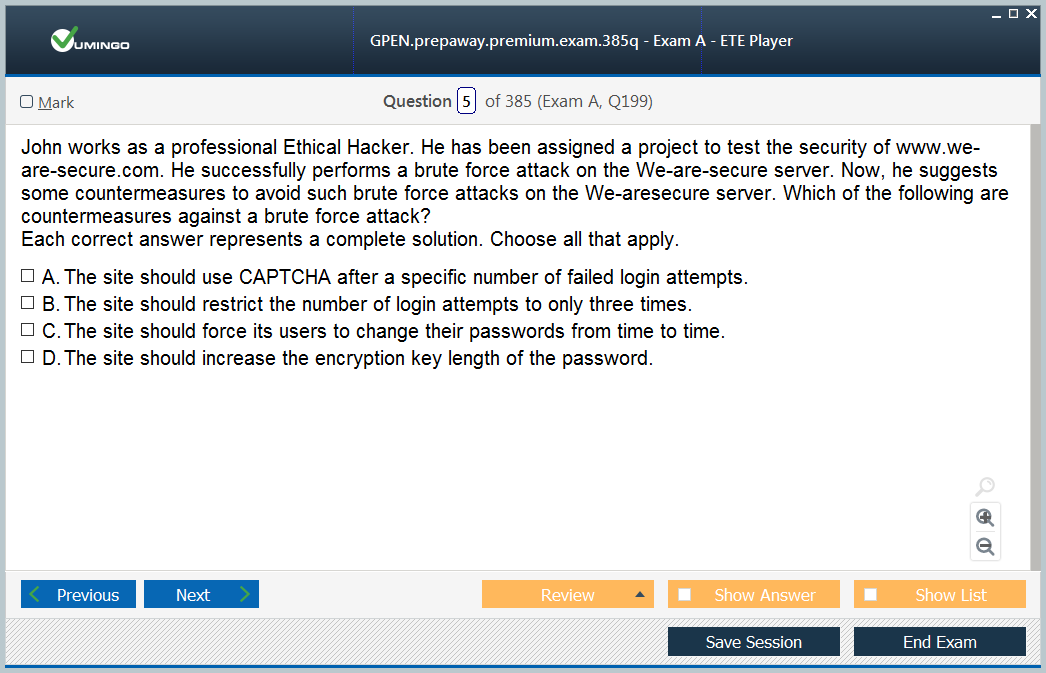 VUMINGO
GPEN.prepaway.premium.exam.385q - Exam A - ETE Player
Mark
Question 5 of 385 (Exam A, Q199)
John works as a professional Ethical Hacker. He has been assigned a project to test the security of www.we-
are-secure.com. He successfully performs a brute force attack on the We-are-secure server. Now, he suggests
some countermeasures to avoid such brute force attacks on the We-aresecure server. Which of the following are
countermeasures against a brute force attack?
Each correct answer represents a complete solution. Choose all that apply.
A. The site should use CAPTCHA after a specific number of failed login attempts.
B. The site should restrict the number of login attempts to only three times.
C. The site should force its users to change their passwords from time to time.
D. The site should increase the encryption key length of the password.
Previous
Next
Review
Show Answer
Show List
Save Session
End Exam